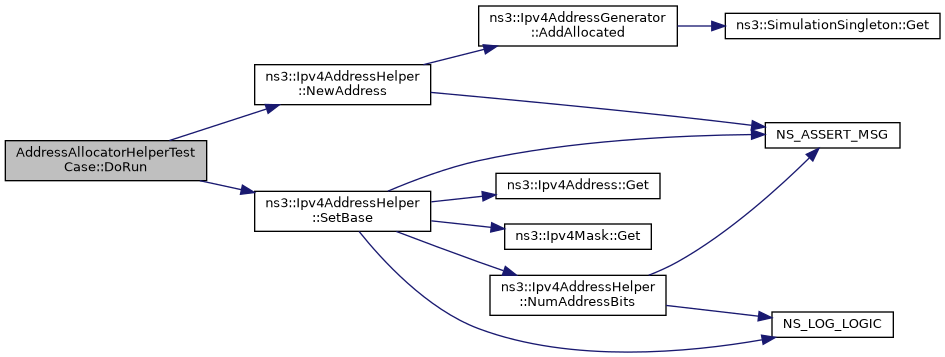 AddressAllocatorHelperTest
Case::DoRun
ns3::Ipv4AddressHelper
::NewAddress
ns3::Ipv4AddressGenerator
::AddAllocated
ns3::SimulationSingleton::Get
NS_ASSERT_MSG
ns3::Ipv4AddressHelper
::SetBase
ns3::Ipv4Address::Get
ns3::Ipv4Mask::Get
ns3::Ipv4AddressHelper
::NumAddressBits
NS_LOG_LOGIC